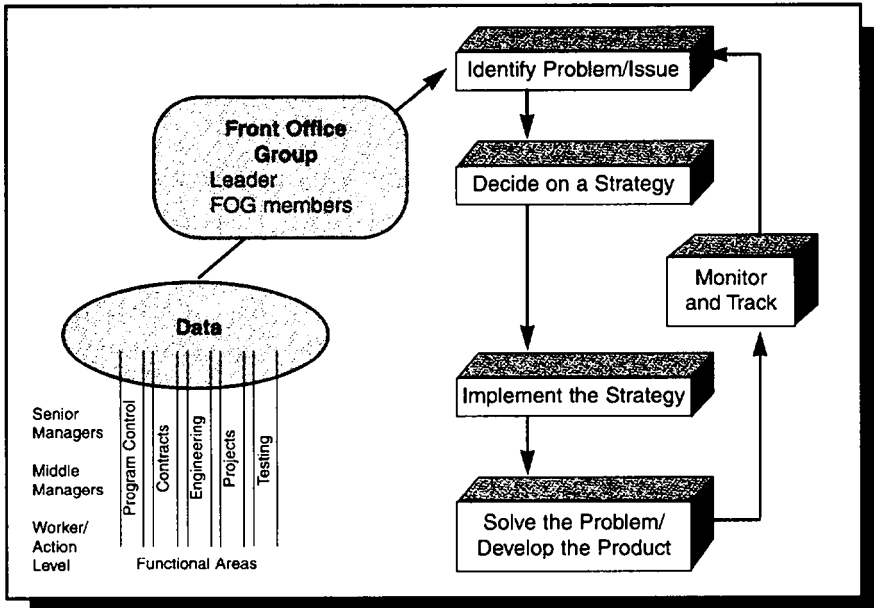 Identify Problem/Issue
Front Office
Group
Leader
FOG members
Decide on a Strategy
Monitor
and Track
Data
Implement the Strategy
Senior
Managers
Middle
Managers
Worker/
Action
Level
Program Control
Contracts
Engineering
Projects
Testing
Functional Areas
Solve the Problem/
Develop the Product